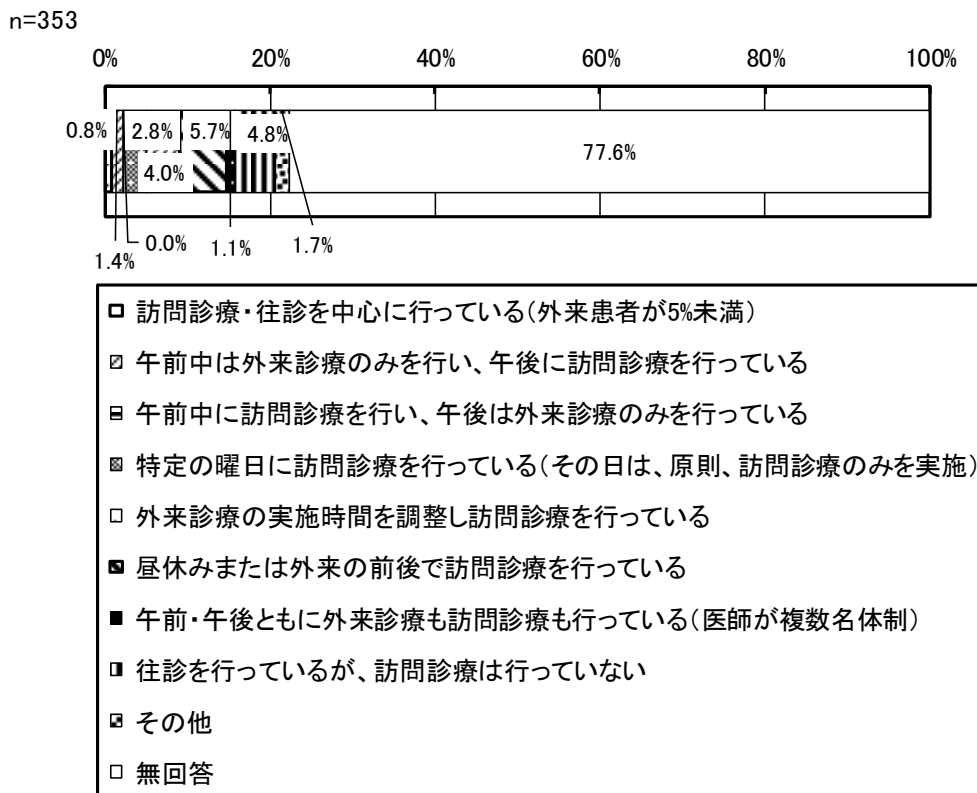 n=353
0% 20% 40% 60% 80% 100%
0.8% 2.8% 5.7% 4.8% 77.6%
4.0%
1.4% 0.0% 1.1% 1.7%
訪問診療・往診を中心に行っている(外来患者が5%未満)
午前中は外来診療のみを行い、午後に訪問診療を行っている
午前中に訪問診療を行い、午後は外来診療のみを行っている
特定の曜日に訪問診療を行っている(その日は、原則、訪問診療のみを実施)
外来診療の実施時間を調整し訪問診療を行っている
昼休みまたは外来の前後で訪問診療を行っている
午前・午後ともに外来診療も訪問診療も行っている(医師が複数名体制)
往診を行っているが、訪問診療は行っていない
その他
無回答